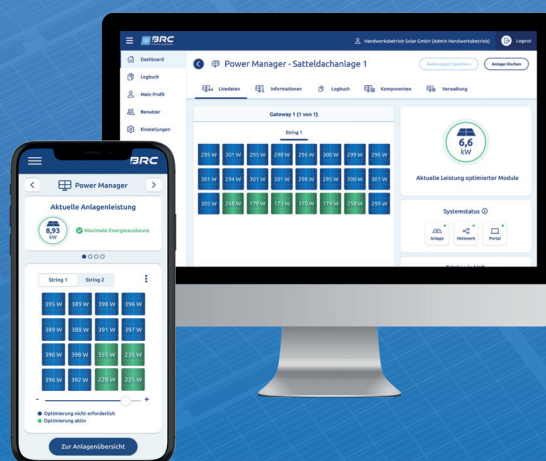 BRC
Handwerksbetrieb Solar GmbH (Admin Handwerksbetrieb)
Logout
Dashboard
Logbuch
Mein Profil
Benutzer
Einstellungen
Power Manager - Satteldachanlage 1
Änderungen Speichern
Anlage löschen
Livedaten
Informationen
Logbuch
Komponenten
Verwaltung
Gateway 1 (1 von 1)
String 1
295 W 301 W 295 W 298 W 296 W 300 W 299 W 290 W
301 W 294 W 301 W 298 W 295 W 300 W 301 W
305 W 268 W 178 W 173 W 170 W 174 W 258 W 299 W
6,6
kW
Aktuelle Leistung optimierter Module
Systemstatus
Anlage
Netzwerk
Portal
BRC
Power Manager
Aktuelle Anlagenleistung
8,93
kW
Maximale Energieausbeute
String 1
String 2
395 W 389 W 398 W 396 W
389 W 388 W 391 W 397 W
390 W 398 W 355 W 235 W
396 W 392 W 228 W 223 W
- +
Optimierung nicht erforderlich
Optimierung aktiv
Zur Anlagenübersicht